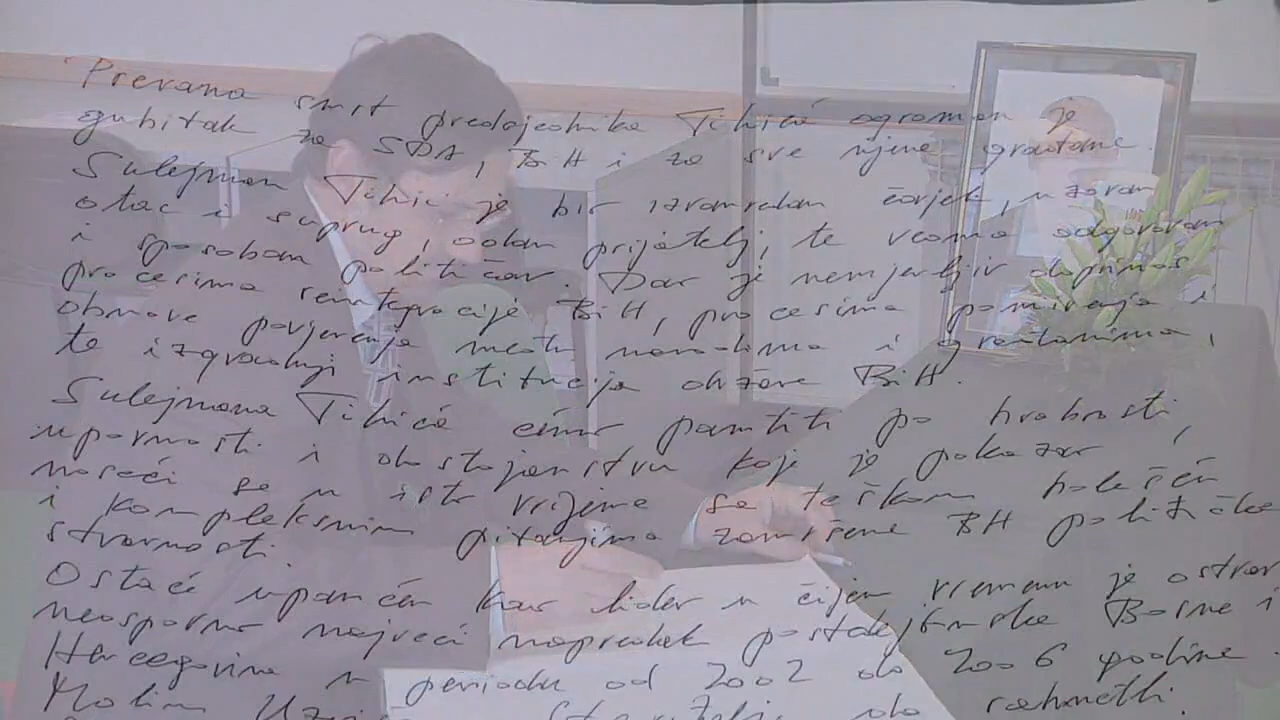 Prerana smrt predsjednika Tihića ogroman je
gubitak za SDA, BiH i za sve njene građane.
Sulejman Tihić je bio izvanredan čovjek, uzoran
otac i suprug, odan prijatelj, te veoma odgovoran
i sposoban političar. Dao je nemjerljiv doprinos
procesima reintegracije BiH, procesima pomirenja i
obnove povjerenja među narodima i građanima,
te izgradnji institucija države BiH.
Sulejmana Tihića ćemo pamtiti po hrabrosti,
upornosti i dostojanstvu koje je pokazao,
noseći se u isto vrijeme sa teškom bolešću
i kompleksnim pitanjima zamršene BH političke
stvarnosti.
Ostaće upamćen kao lider u čijem vremenu je ostvaren
neosporno najveći napredak postdejtonske Bosne i
Hercegovine u periodu od 2002 do 2006 godine.
Molim Uzvi rahmetli.